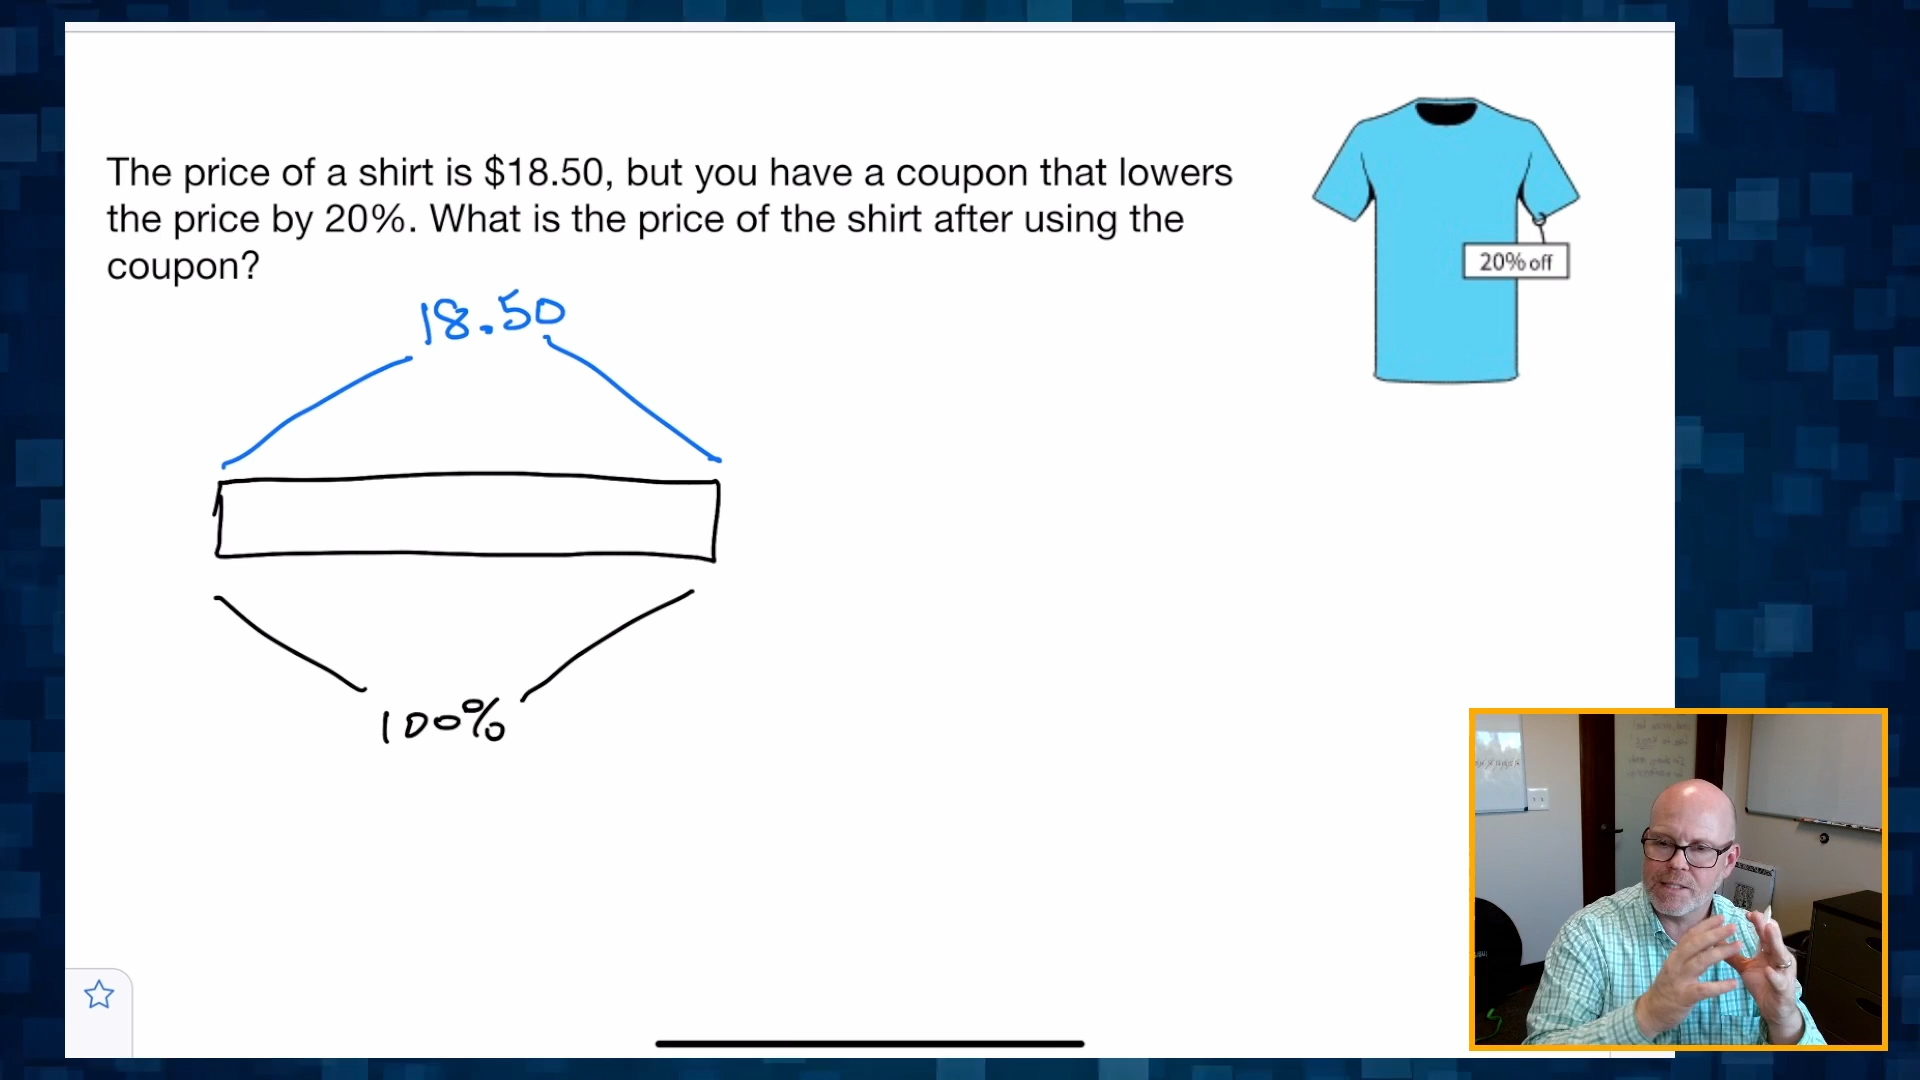 The price of a shirt is $18.50, but you have a coupon that lowers
the price by 20%. What is the price of the shirt after using the
coupon?
20% off
18.50
100%